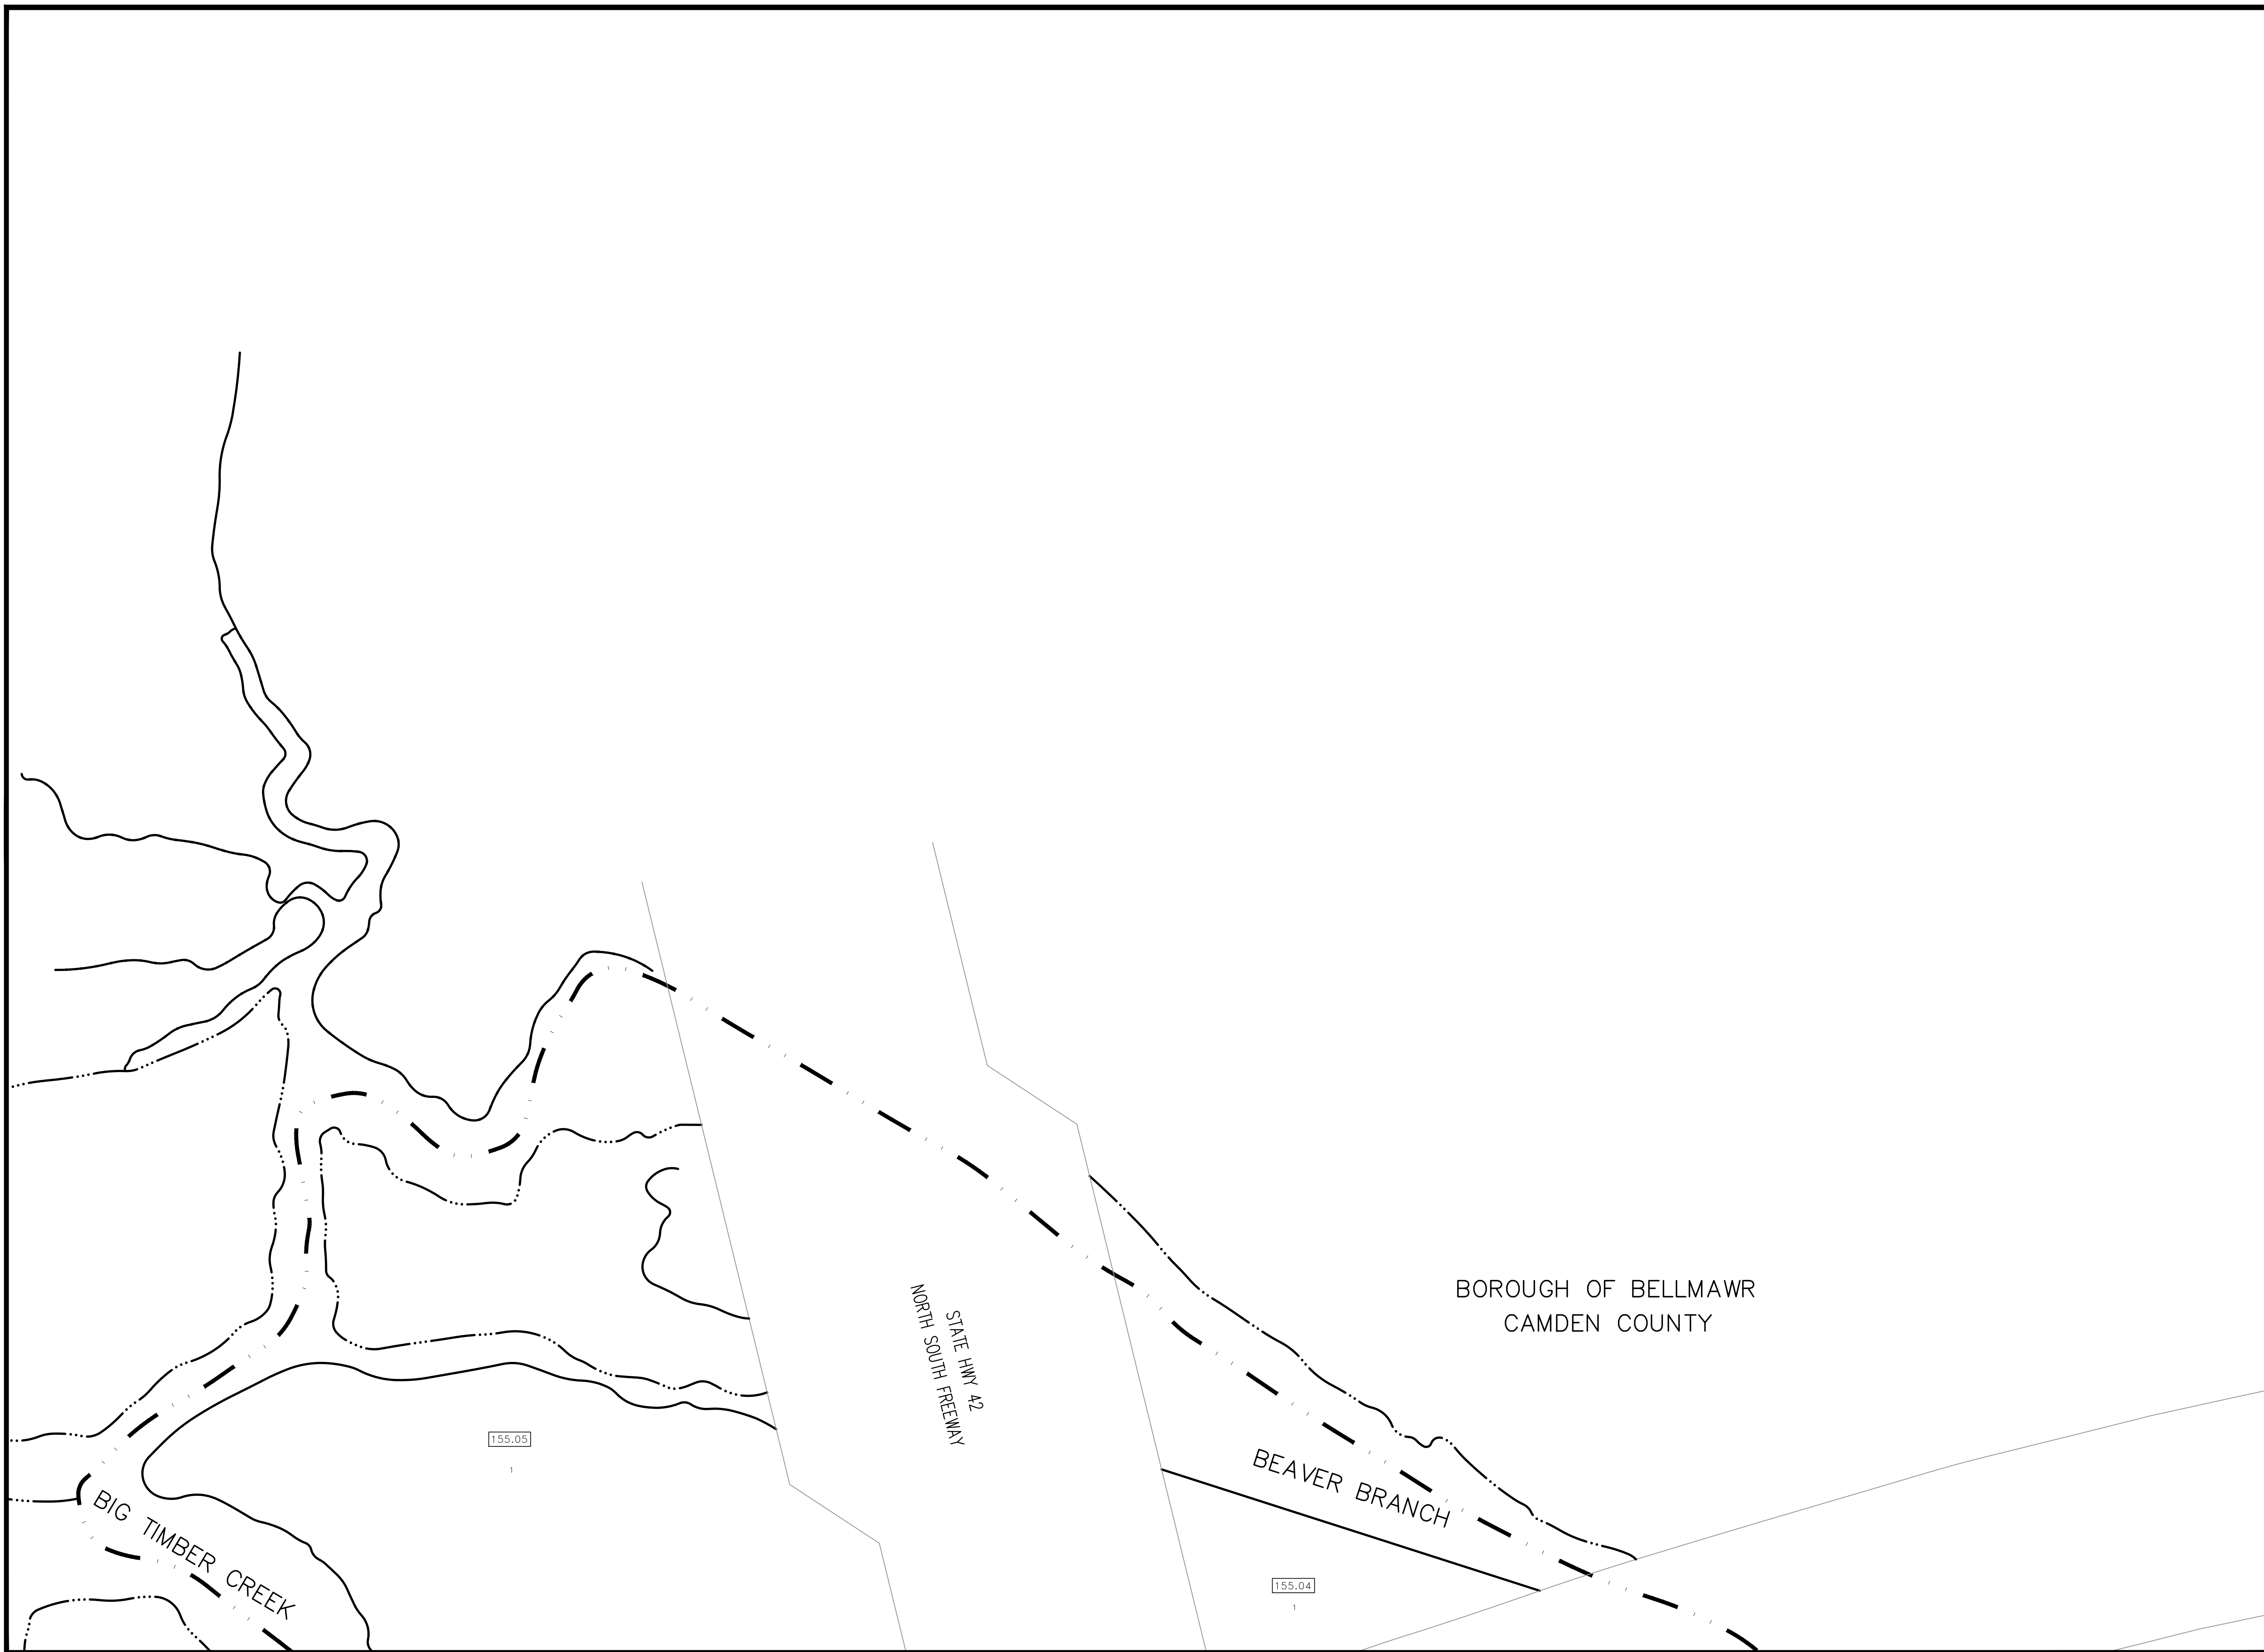 BOROUGH OF BELLMAWR
CAMDEN COUNTY
STATE HWY 42
NORTH SOUTH FREEWAY
155.05
1
BEAVER BRANCH
BIG TIMBER CREEK
155.04
1